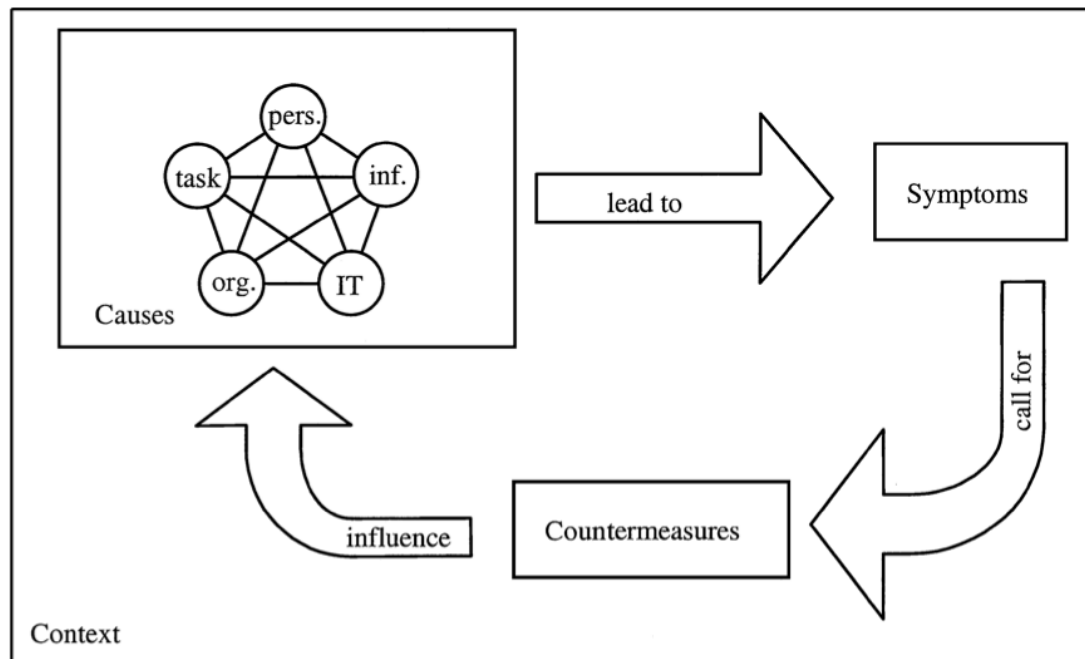 pers.
task
inf.
org.
IT
Causes
lead to
Symptoms
call for
Countermeasures
influence
Context